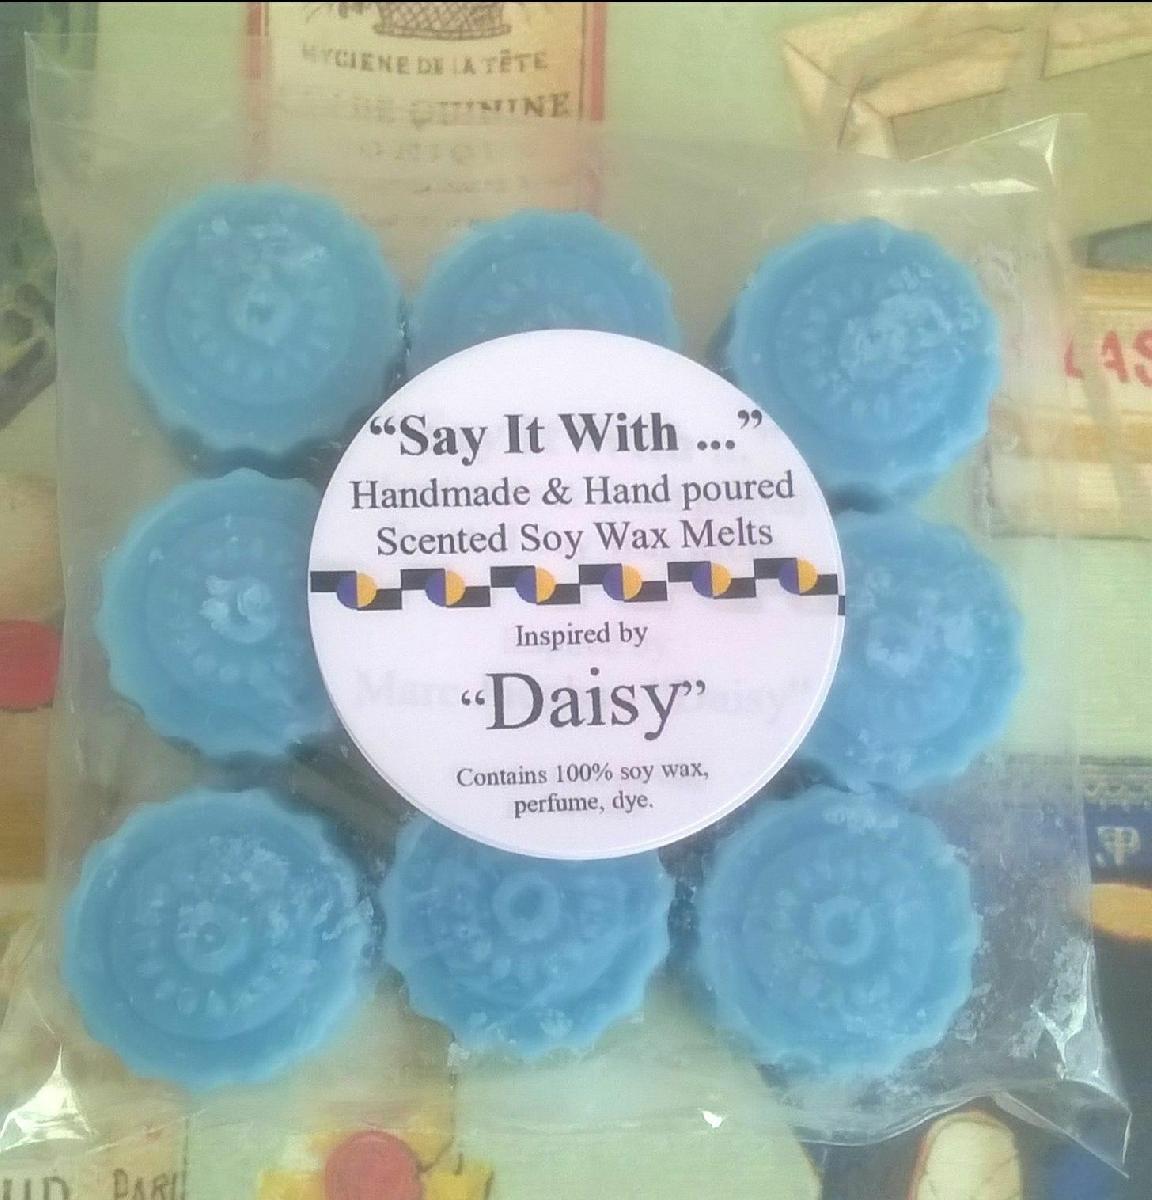 HYGIENE DE LA TÊTE
QUININE
"Say It With ..."
Handmade & Hand poured
Scented Soy Wax Melts
Inspired by
"Daisy"
Contains 100% soy wax,
perfume, dye.